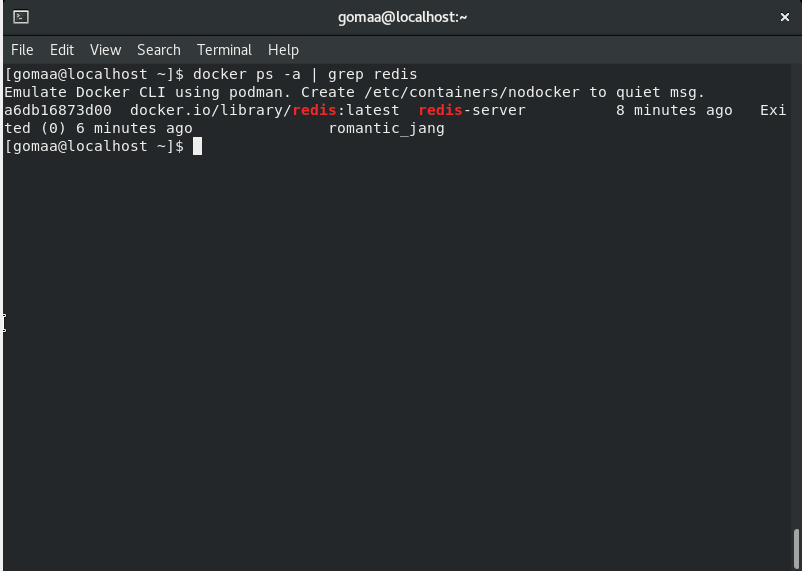 gomaa@localhost:~
File Edit View Search Terminal Help
[gomaa@localhost ~]$ docker ps -a | grep redis
Emulate Docker CLI using podman. Create /etc/containers/nodocker to quiet msg.
a6db16873d00  docker.io/library/redis:latest  redis-server          8 minutes ago   Exi
ted (0) 6 minutes ago               romantic_jang
[gomaa@localhost ~]$